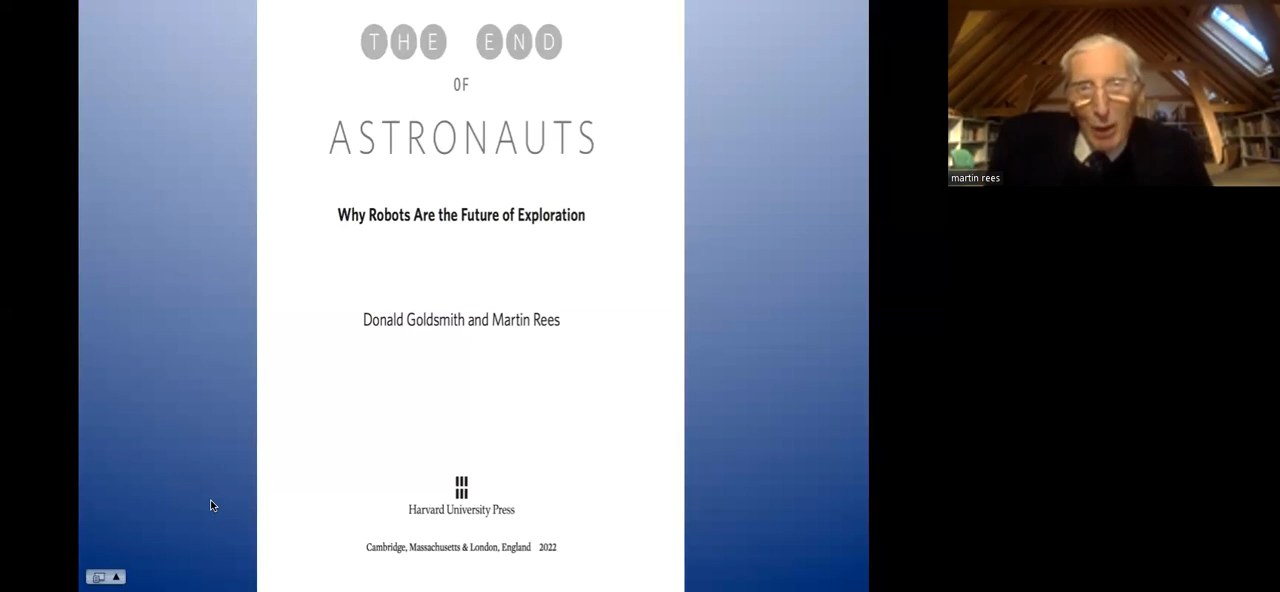 THE END
OF
ASTRONAUTS
Why Robots Are the Future of Exploration
Donald Goldsmith and Martin Rees
Harvard University Press
Cambridge, Massachusetts & London, England 2022
martin rees